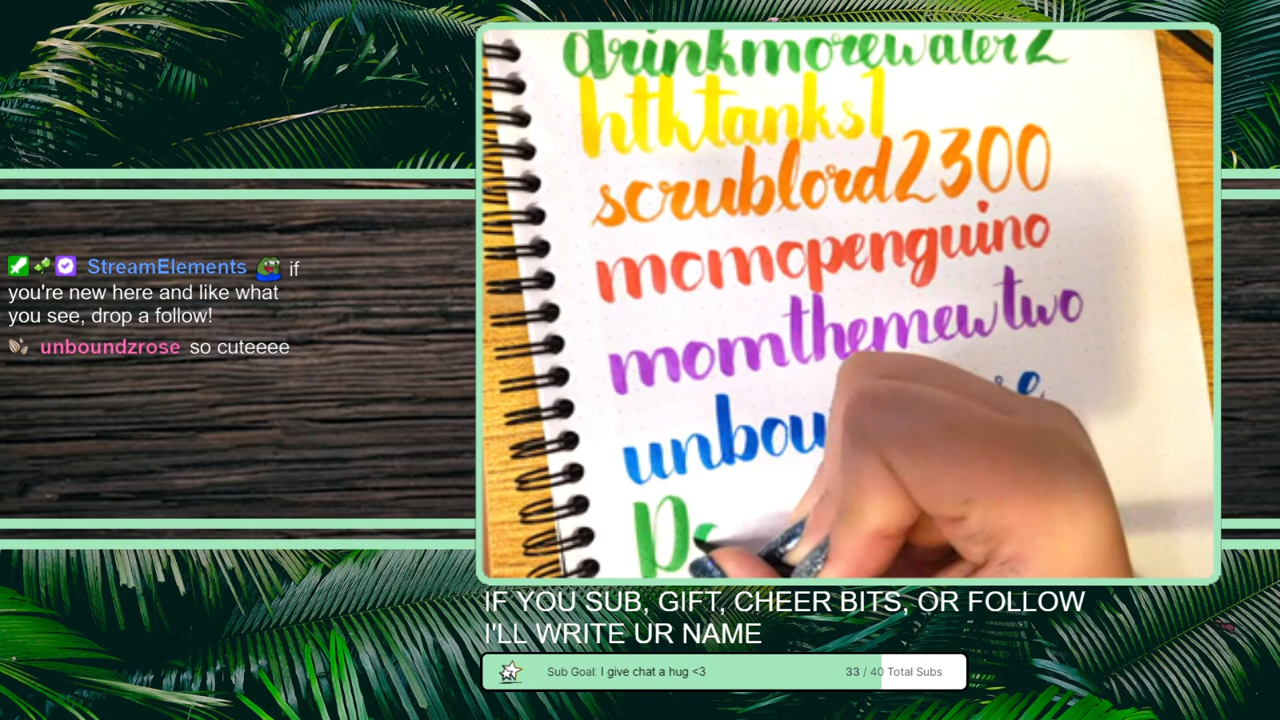 StreamElements if
you're new here and like what
you see, drop a follow!
unboundzrose so cuteeee
drinkmorewater2
htktanks1
scrublord2300
momopenguino
momthemewtwo
IF YOU SUB, GIFT, CHEER BITS, OR FOLLOW
I'LL WRITE UR NAME
Sub Goal: I give chat a hug <3 33 / 40 Total Subs